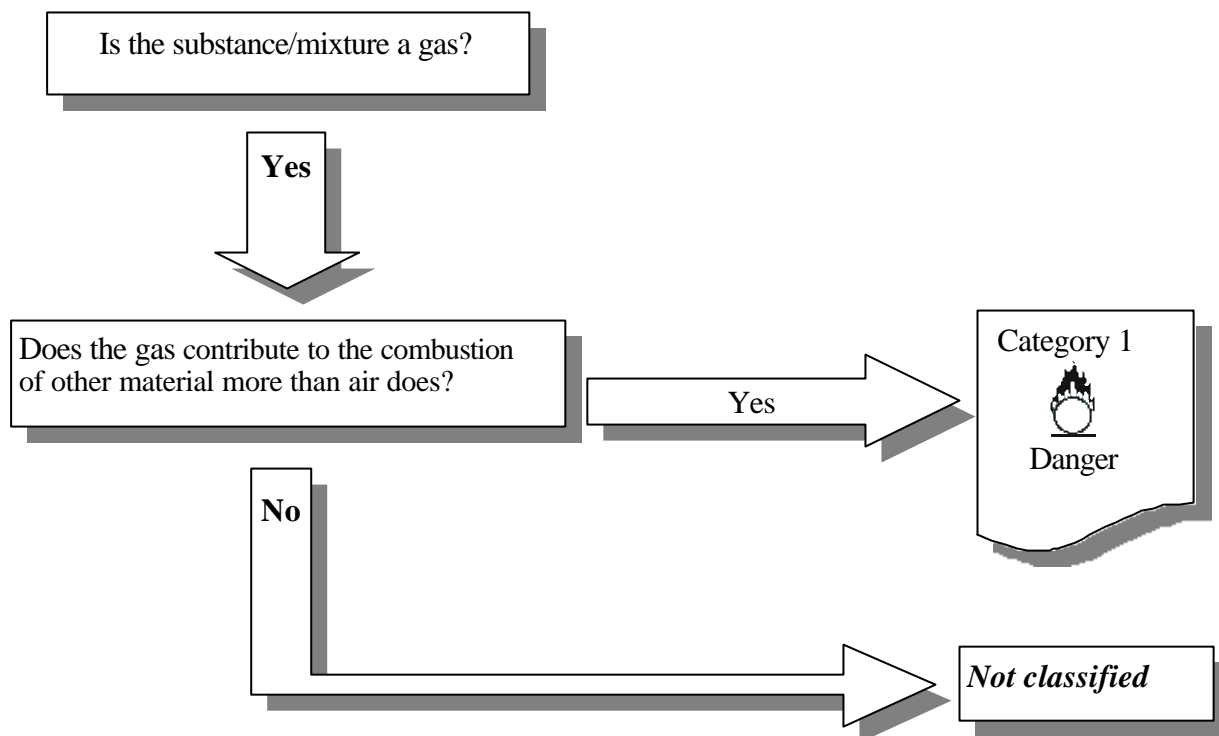 Is the substance/mixture a gas?
Yes
Does the gas contribute to the combustion
of other material more than air does?
Yes
Category 1
Danger
No
Not classified